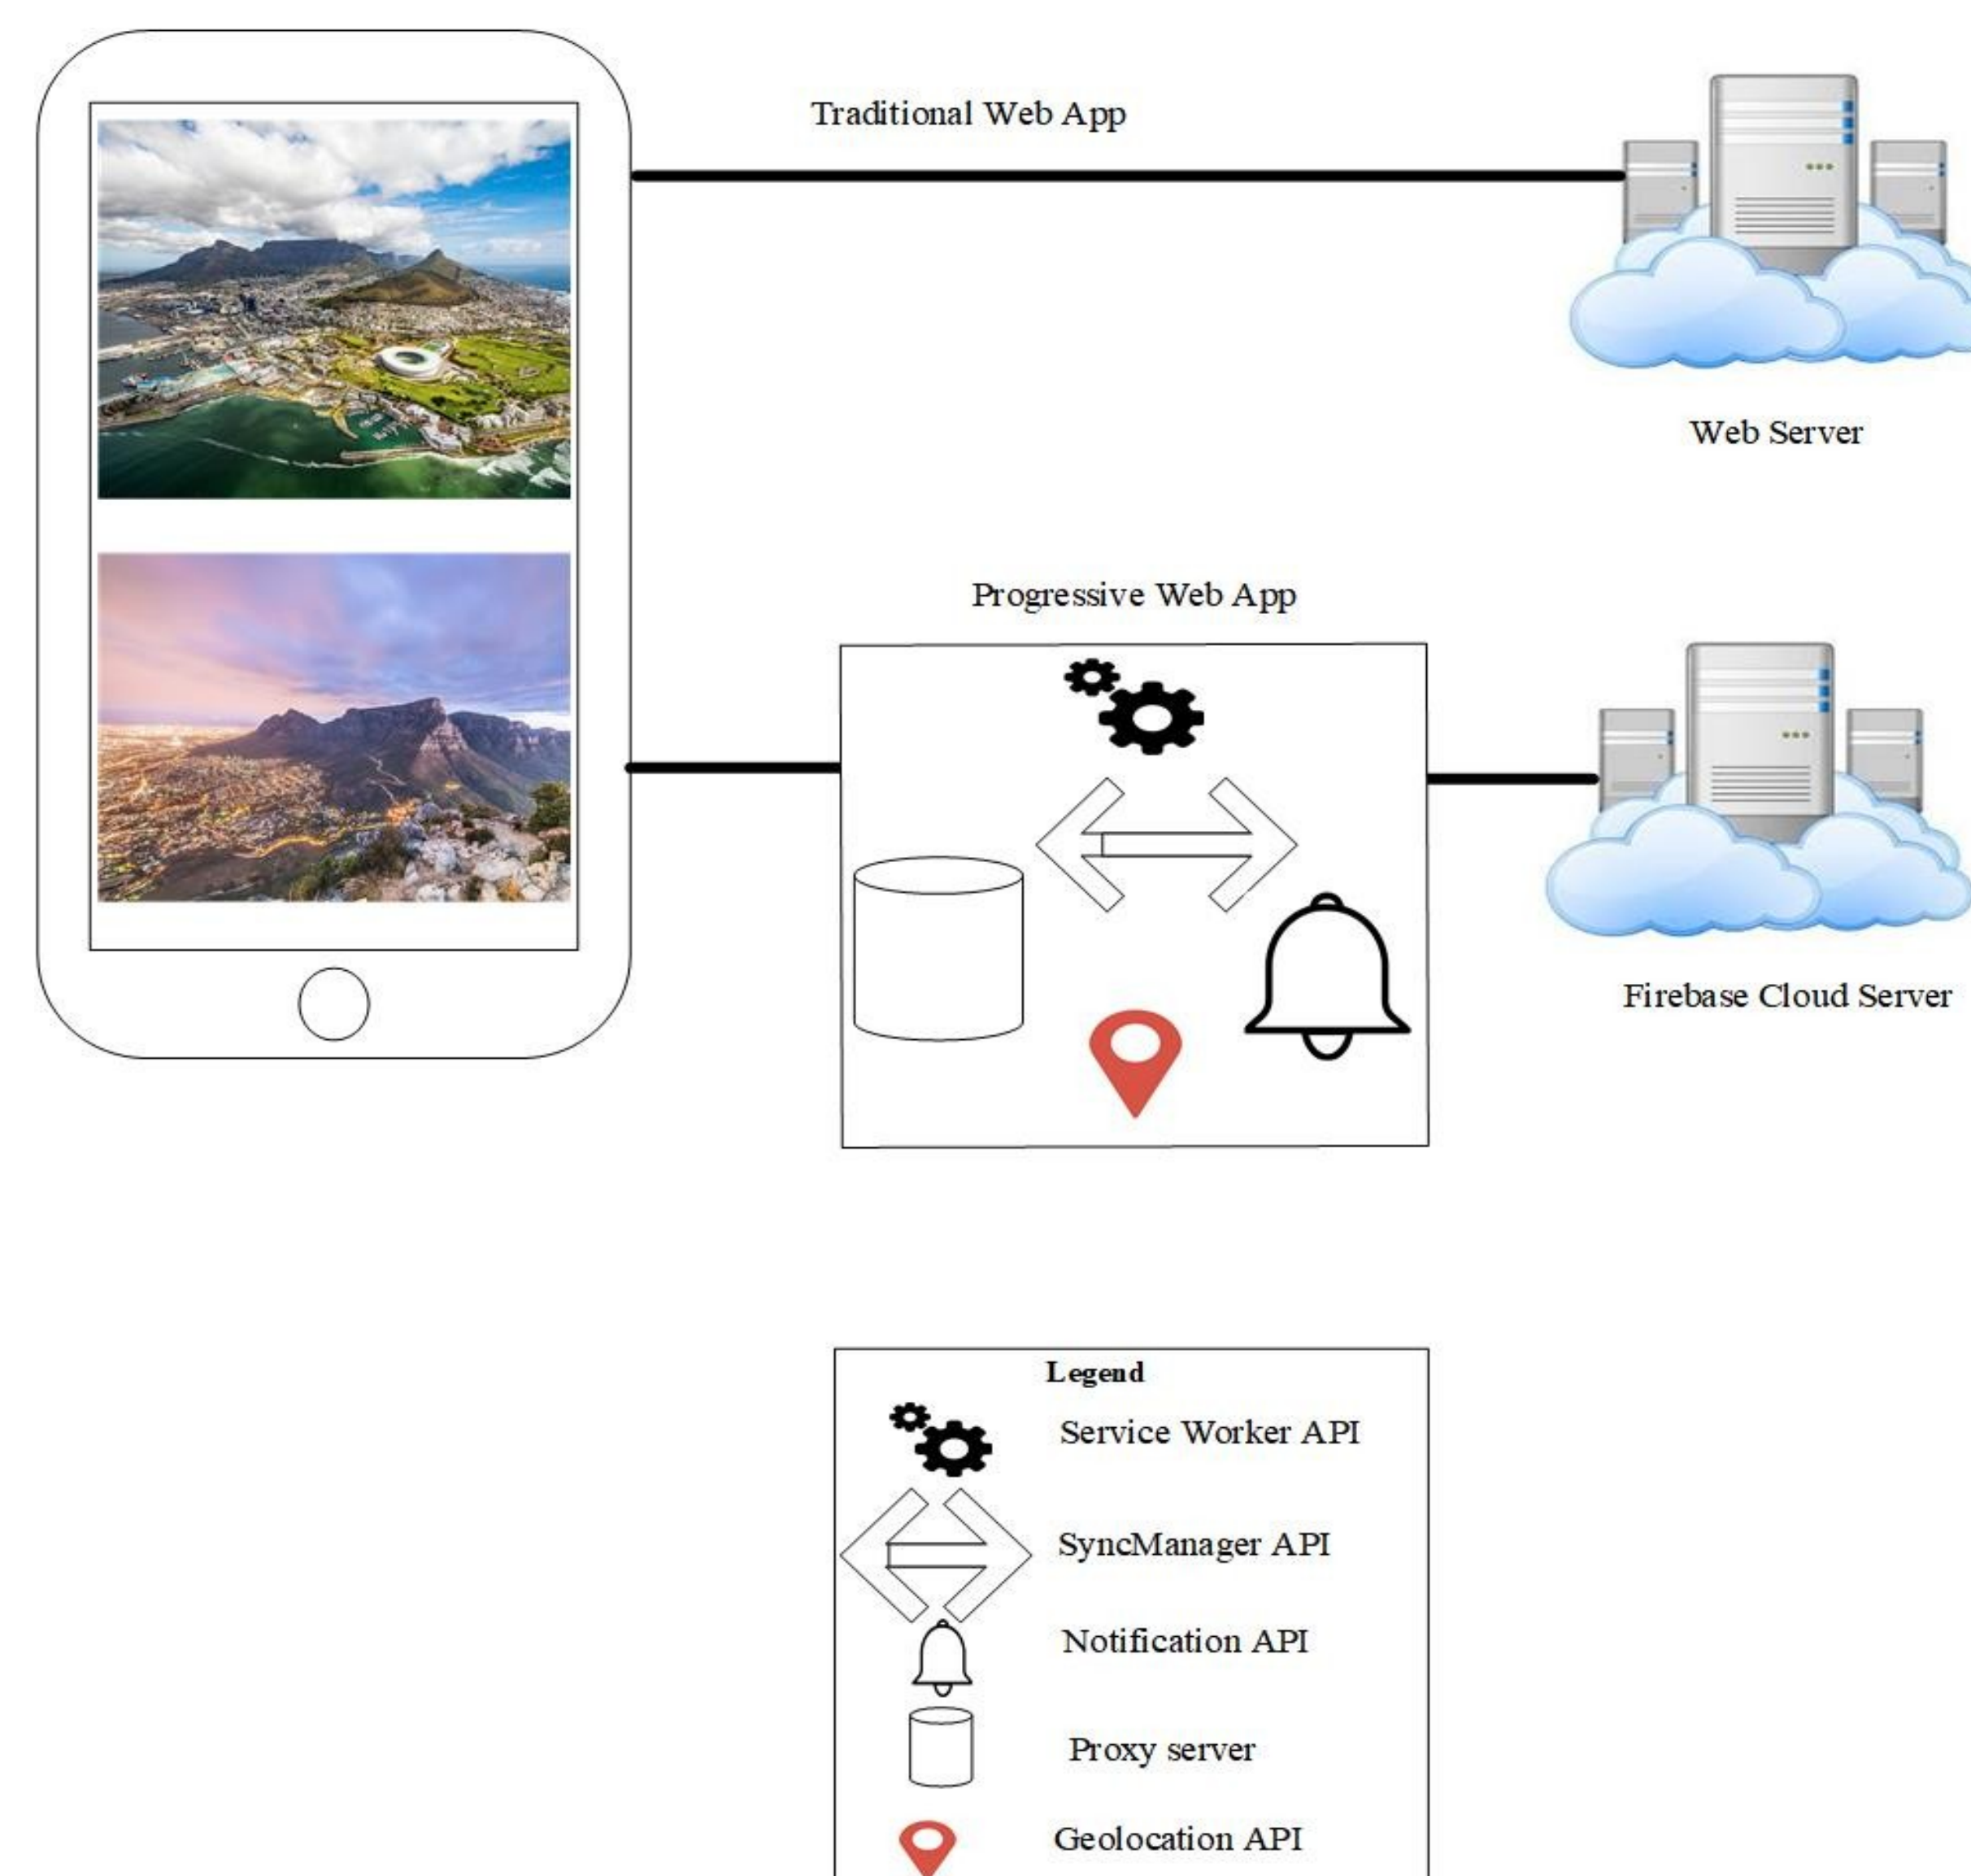 Traditional Web App
Web Server
Progressive Web App
Firebase Cloud Server
Legend
Service Worker API
SyncManager API
Notification API
Proxy server
Geolocation API